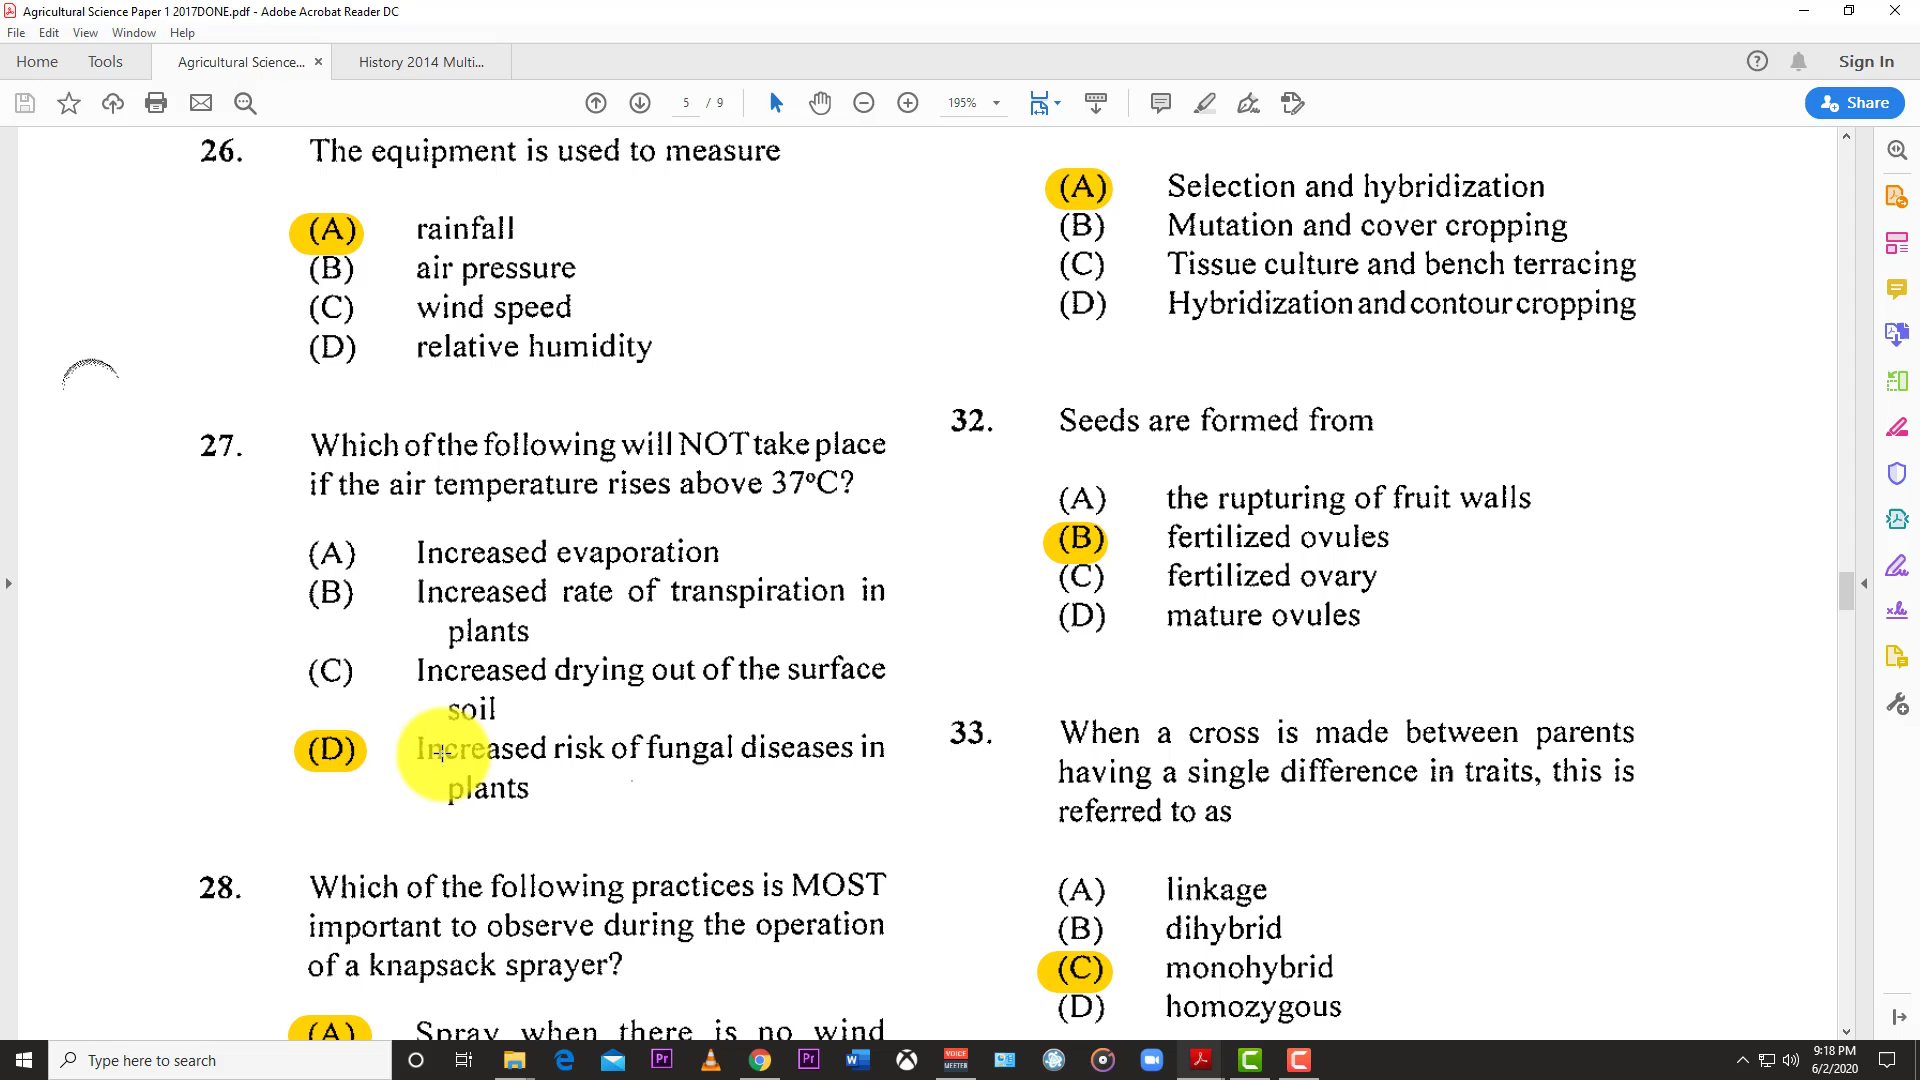 Agricultural Science Paper 1 2017DONE.pdf - Adobe Acrobat Reader DC
File Edit View Window Help
Home Tools Agricultural Science... × History 2014 Multi... Sign In
5 / 9 195% Share
26. The equipment is used to measure
(A) rainfall
(B) air pressure
(C) wind speed
(D) relative humidity
27. Which of the following will NOT take place
if the air temperature rises above 37°C?
(A) Increased evaporation
(B) Increased rate of transpiration in
plants
(C) Increased drying out of the surface
soil
(D) Increased risk of fungal diseases in
plants
28. Which of the following practices is MOST
important to observe during the operation
of a knapsack sprayer?
(A) Spray when there is no wind
(A) Selection and hybridization
(B) Mutation and cover cropping
(C) Tissue culture and bench terracing
(D) Hybridization and contour cropping
32. Seeds are formed from
(A) the rupturing of fruit walls
(B) fertilized ovules
(C) fertilized ovary
(D) mature ovules
33. When a cross is made between parents
having a single difference in traits, this is
referred to as
(A) linkage
(B) dihybrid
(C) monohybrid
(D) homozygous
Type here to search
Pr
Pr
VOICE
MEETER
9:18 PM
6/2/2020